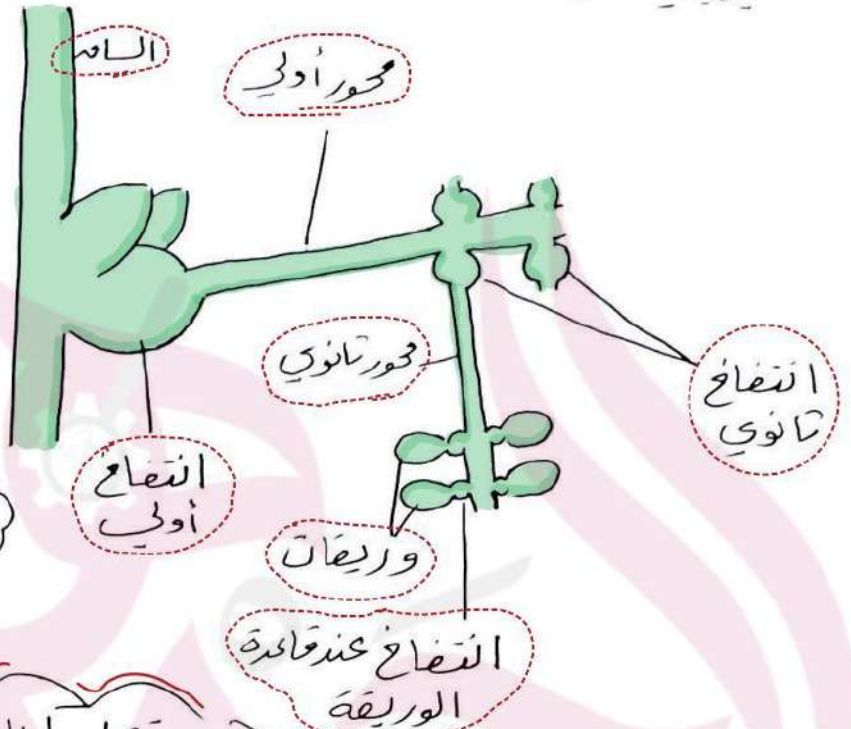 الساق
محور أولي
محور ثانوي
انتفاخ
ثانوي
انتفاخ
أولي
وريقات
انتفاخ عند قاعدة
الوريقة